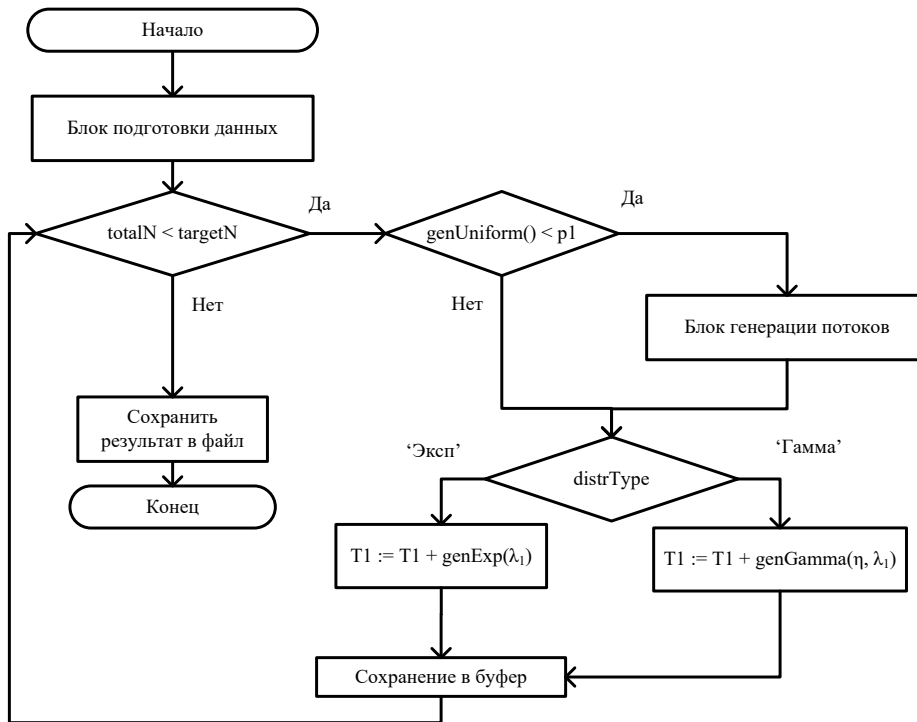 Начало
Блок подготовки данных
totalN < targetN
Да
genUniform() < p1
Да
Нет
Нет
Блок генерации потоков
Сохранить
результат в файл
Конец
‘Эксп’
distrType
‘Гамма’
T1 := T1 + genExp(λ₁)
T1 := T1 + genGamma(η, λ₁)
Сохранение в буфер